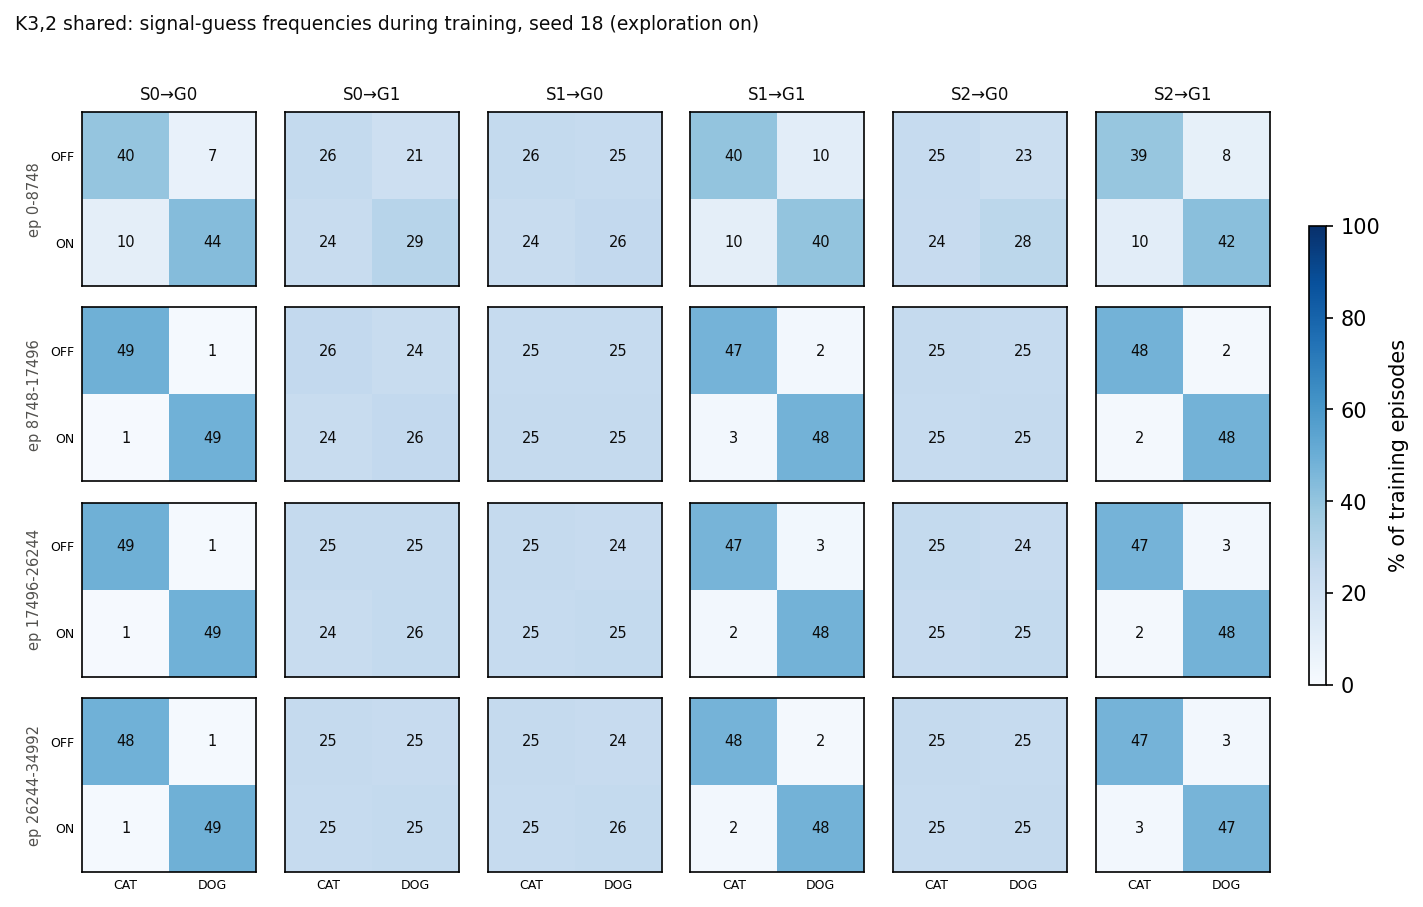 K3,2 shared: signal-guess frequencies during training, seed 18 (exploration on)
S0→G0 S0→G1 S1→G0 S1→G1 S2→G0 S2→G1
ep 0-8748
OFF 40 7 26 21 26 25 40 10 25 23 39 8
ON 10 44 24 29 24 26 10 40 24 28 10 42
ep 8748-17496
OFF 49 1 26 24 25 25 47 2 25 25 48 2
ON 1 49 24 26 25 25 3 48 25 25 2 48
ep 17496-26244
OFF 49 1 25 25 25 24 47 3 25 24 47 3
ON 1 49 24 26 25 25 2 48 25 25 2 48
ep 26244-34992
OFF 48 1 25 25 25 24 48 2 25 25 47 3
ON 1 49 25 25 25 26 2 48 25 25 3 47
CAT DOG CAT DOG CAT DOG CAT DOG CAT DOG CAT DOG
100
80
60
40
20
0
% of training episodes